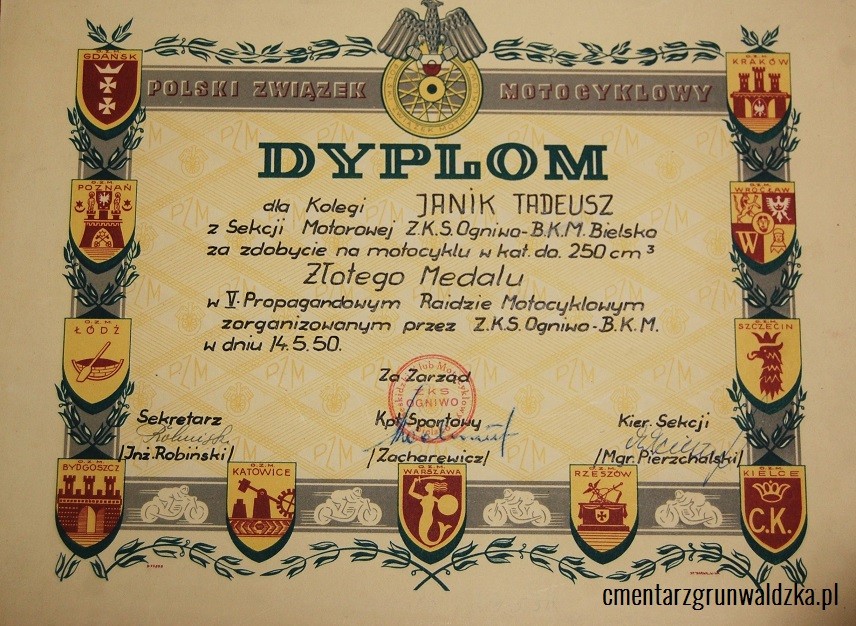 POLSKI ZWIĄZEK MOTOCYKLOWY
DYPLOM
dla Kolegi JANIK TADEUSZ
z Sekcji Motorowej Z.K.S. Ogniwo-B.K.M. Bielsko
za zdobycie na motocyklu w kat. do. 250 cm³
Złotego Medalu
w V. Propagandowym Raidzie Motocyklowym
zorganizowanym przez Z.K.S. Ogniwo-B.K.M.
w dniu 14.5.50.
Za Zarząd
ZKS
OGNIWO
Sekretarz Kpt. Sportowy Kier. Sekcji
/Inż. Robiński/ /Zacharewicz/ /Mgr. Pierzchalski/
O.Z.M. GDAŃSK
O.Z.M. KRAKÓW
O.Z.M. POZNAŃ
O.Z.M. WROCŁAW
W
O.Z.M. ŁÓDŹ
O.Z.M. SZCZECIN
O.Z.M. BYDGOSZCZ
O.Z.M. KATOWICE
O.Z.M. WARSZAWA
O.Z.M. RZESZÓW
O.Z.M. KIELCE
C.K.
PZM
cmentarzgrunwaldzka.pl